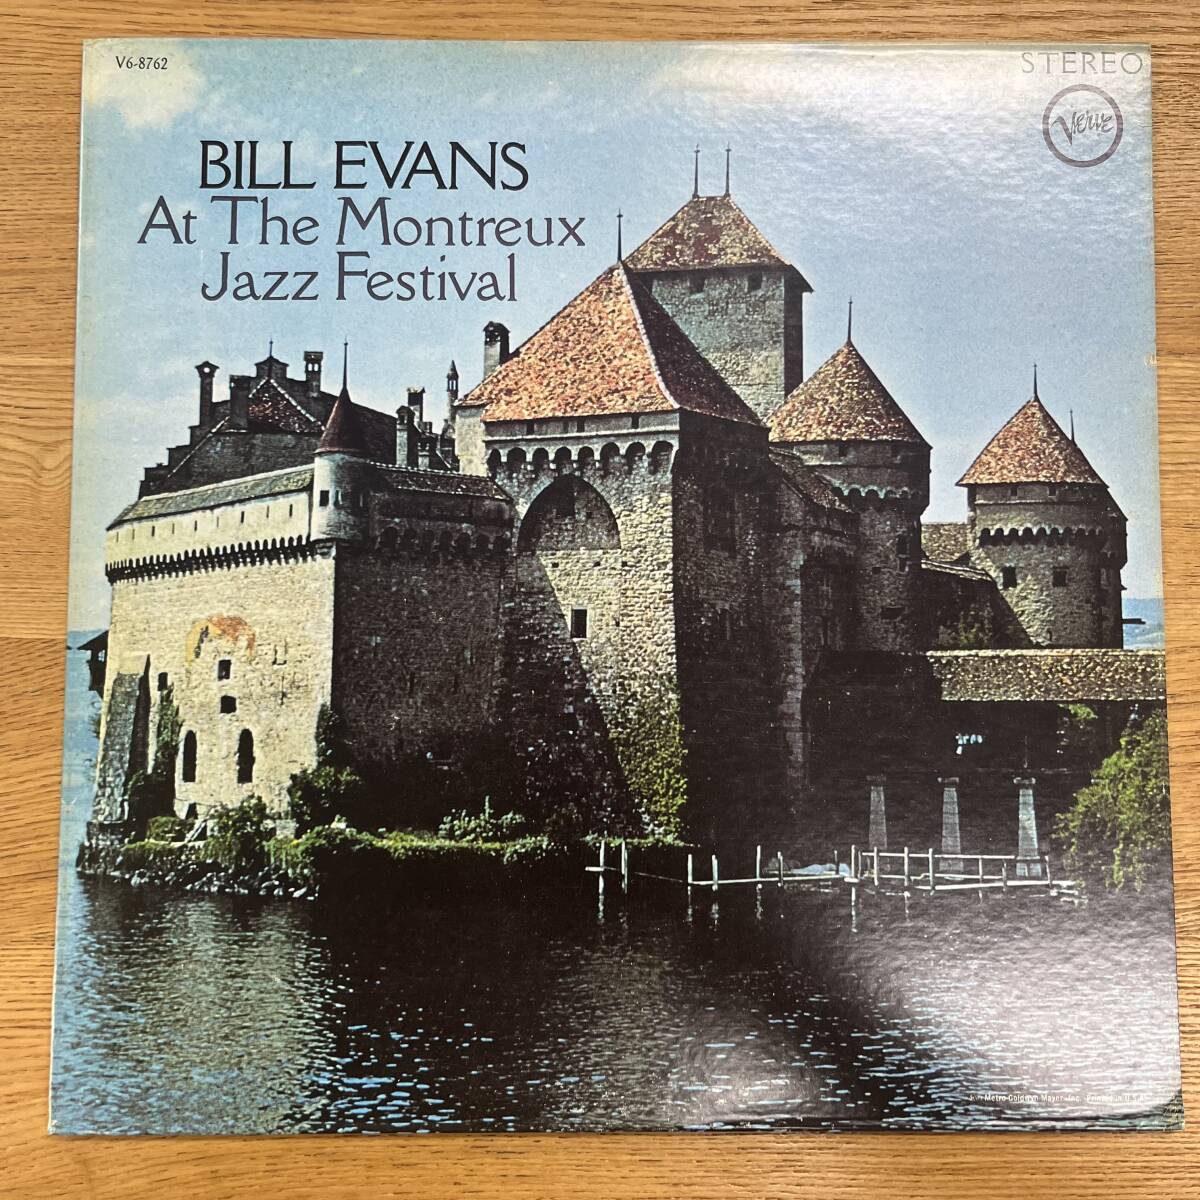 V6-8762
STEREO
Verve
BILL EVANS
At The Montreux
Jazz Festival
Metro-Goldwyn-Mayer, Inc. Printed in U.S.A.